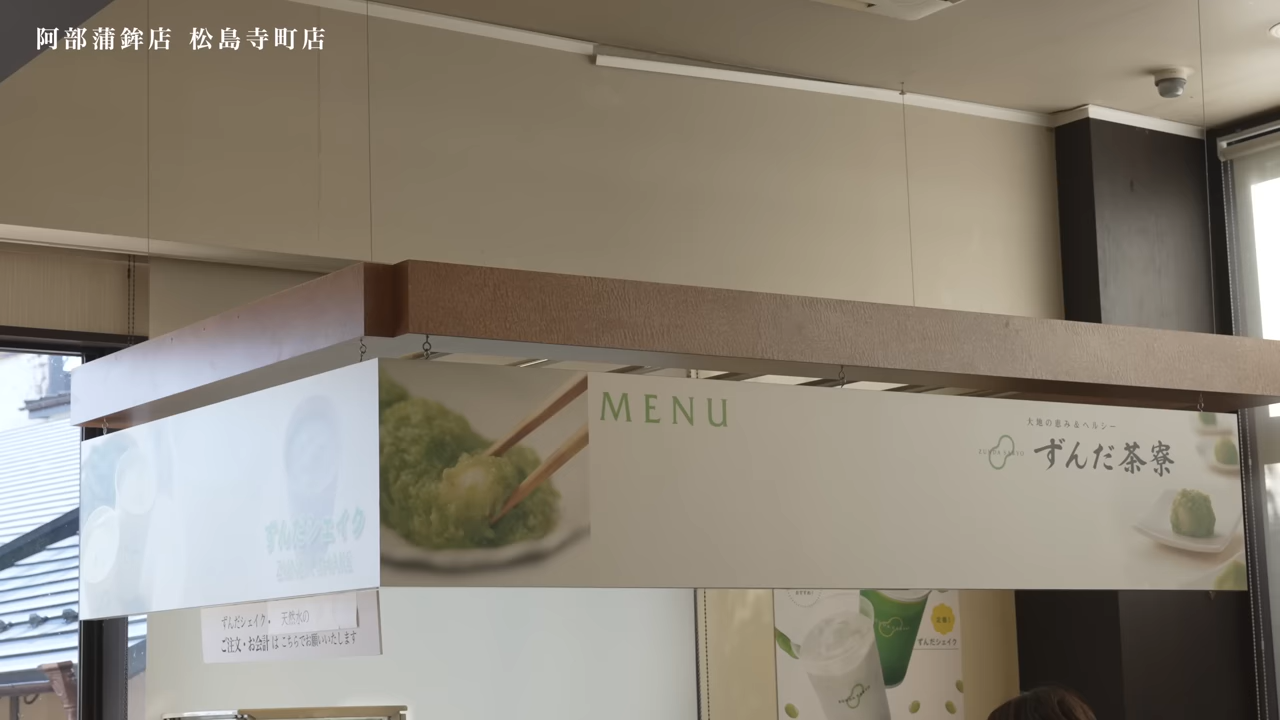 阿部蒲鉾店 松島寺町店
MENU
大地の恵み&ヘルシー
ずんだ茶寮
ずんだシェイク
ずんだシェイク・ 天然水の
ご注文・お会計はこちらでお願いいたします
ずんだシェイク